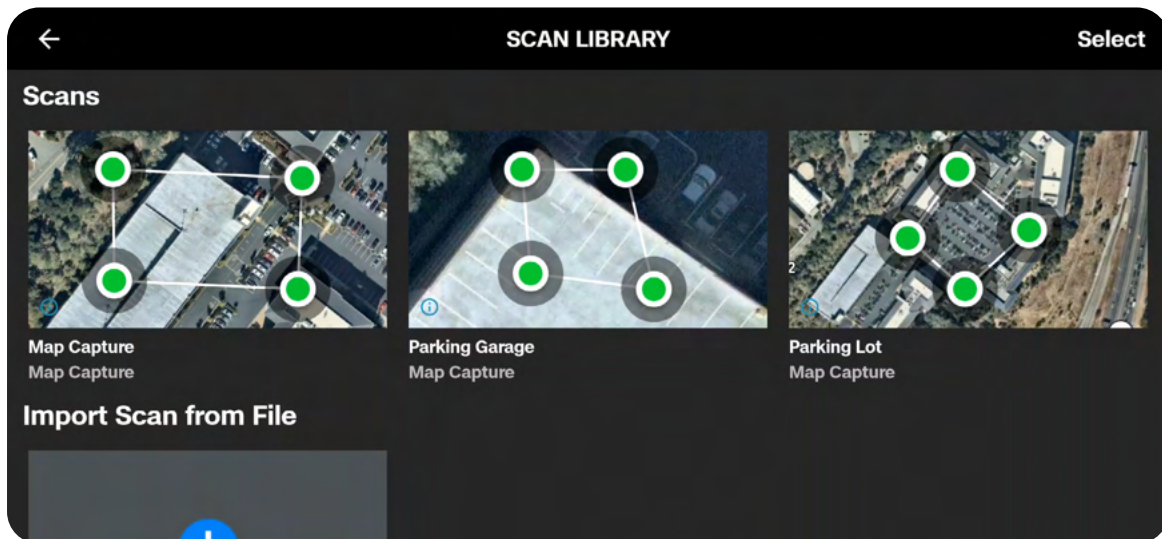 SCAN LIBRARY
Select
Scans
2
Map Capture
Map Capture
Parking Garage
Map Capture
Parking Lot
Map Capture
Import Scan from File